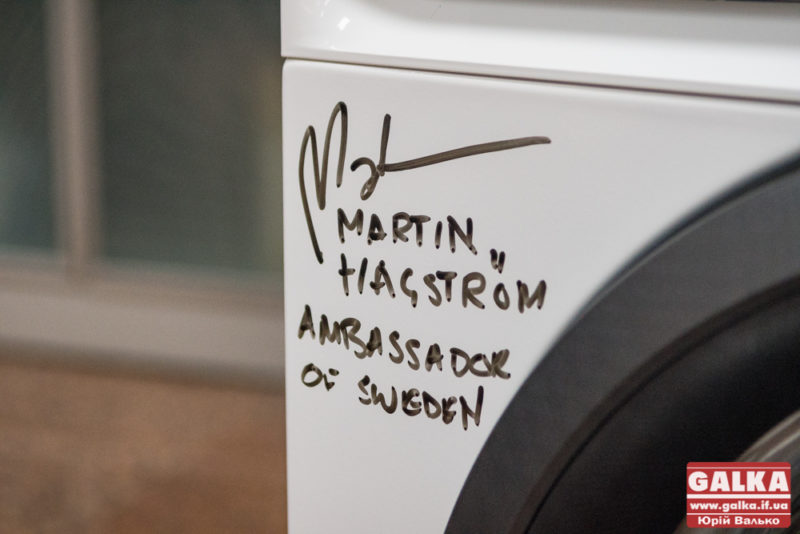 MARTIN
HAGSTRÖM
AMBASSADOR
OF SWEDEN
GALKA
www.galka.if.ua
Юрій Валько